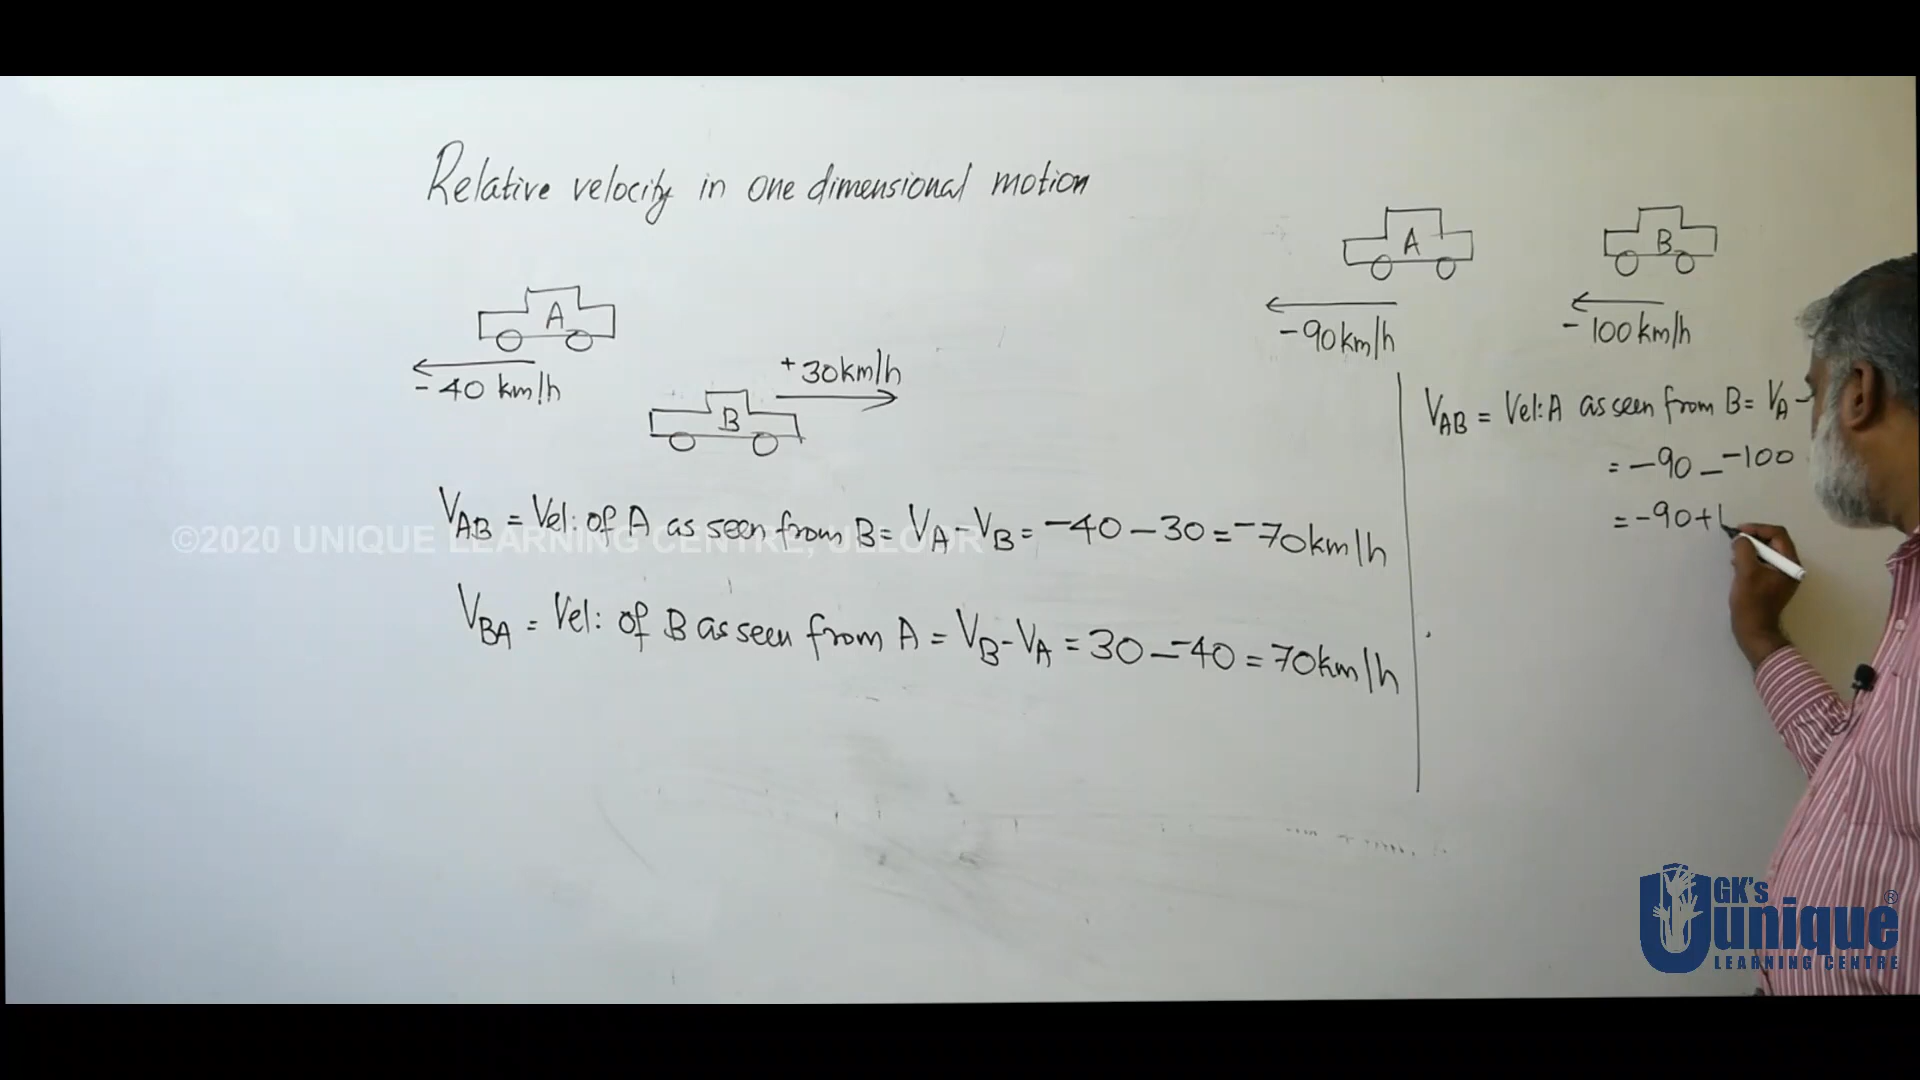 Relative velocity in one dimensional motion
A
B
A
- 40 km/h
+30km/h
B
-90km/h
-100km/h
VAB = Vel: of A as seen from B = VA-VB = -40-30 = -70km/h
VBA = Vel: of B as seen from A = VB-VA = 30--40 = 70km/h
VAB = Vel: A as seen from B = VA-
= -90--100
= -90+
©2020 UNIQUE LEARNING CENTRE, ULLOOR
GK's
unique®
LEARNING CENTRE